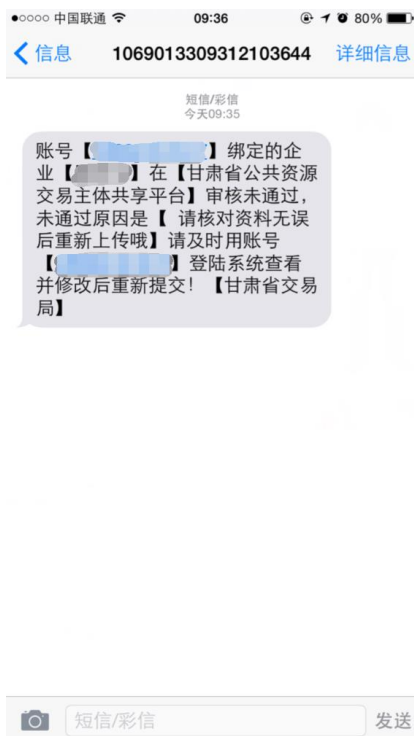 中国联通 09:36 80%
信息 1069013309312103644 详细信息
短信/彩信
今天09:35
账号【 】绑定的企
业【 】在【甘肃省公共资源
交易主体共享平台】审核未通过，
未通过原因是【 请核对资料无误
后重新上传哦】请及时用账号
【 】登陆系统查看
并修改后重新提交！【甘肃省交易
局】
短信/彩信 发送